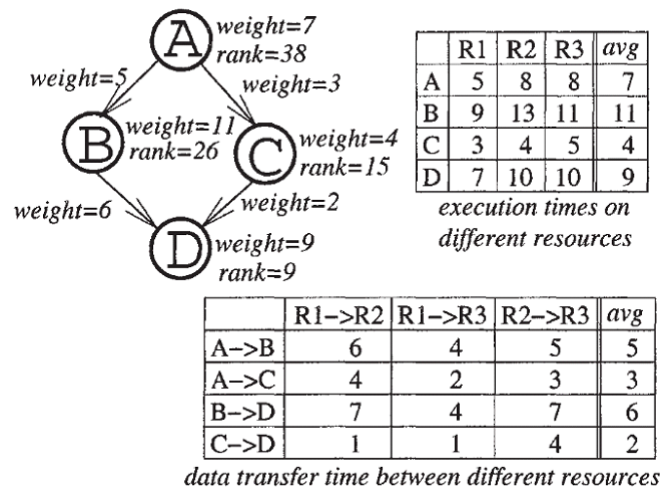 A
weight=7
rank=38
weight=5
weight=3
B
weight=11
rank=26
C
weight=4
rank=15
weight=6
weight=2
D
weight=9
rank=9
R1 R2 R3 avg
A 5 8 8 7
B 9 13 11 11
C 3 4 5 4
D 7 10 10 9
execution times on
different resources
R1->R2 R1->R3 R2->R3 avg
A->B 6 4 5 5
A->C 4 2 3 3
B->D 7 4 7 6
C->D 1 1 4 2
data transfer time between different resources